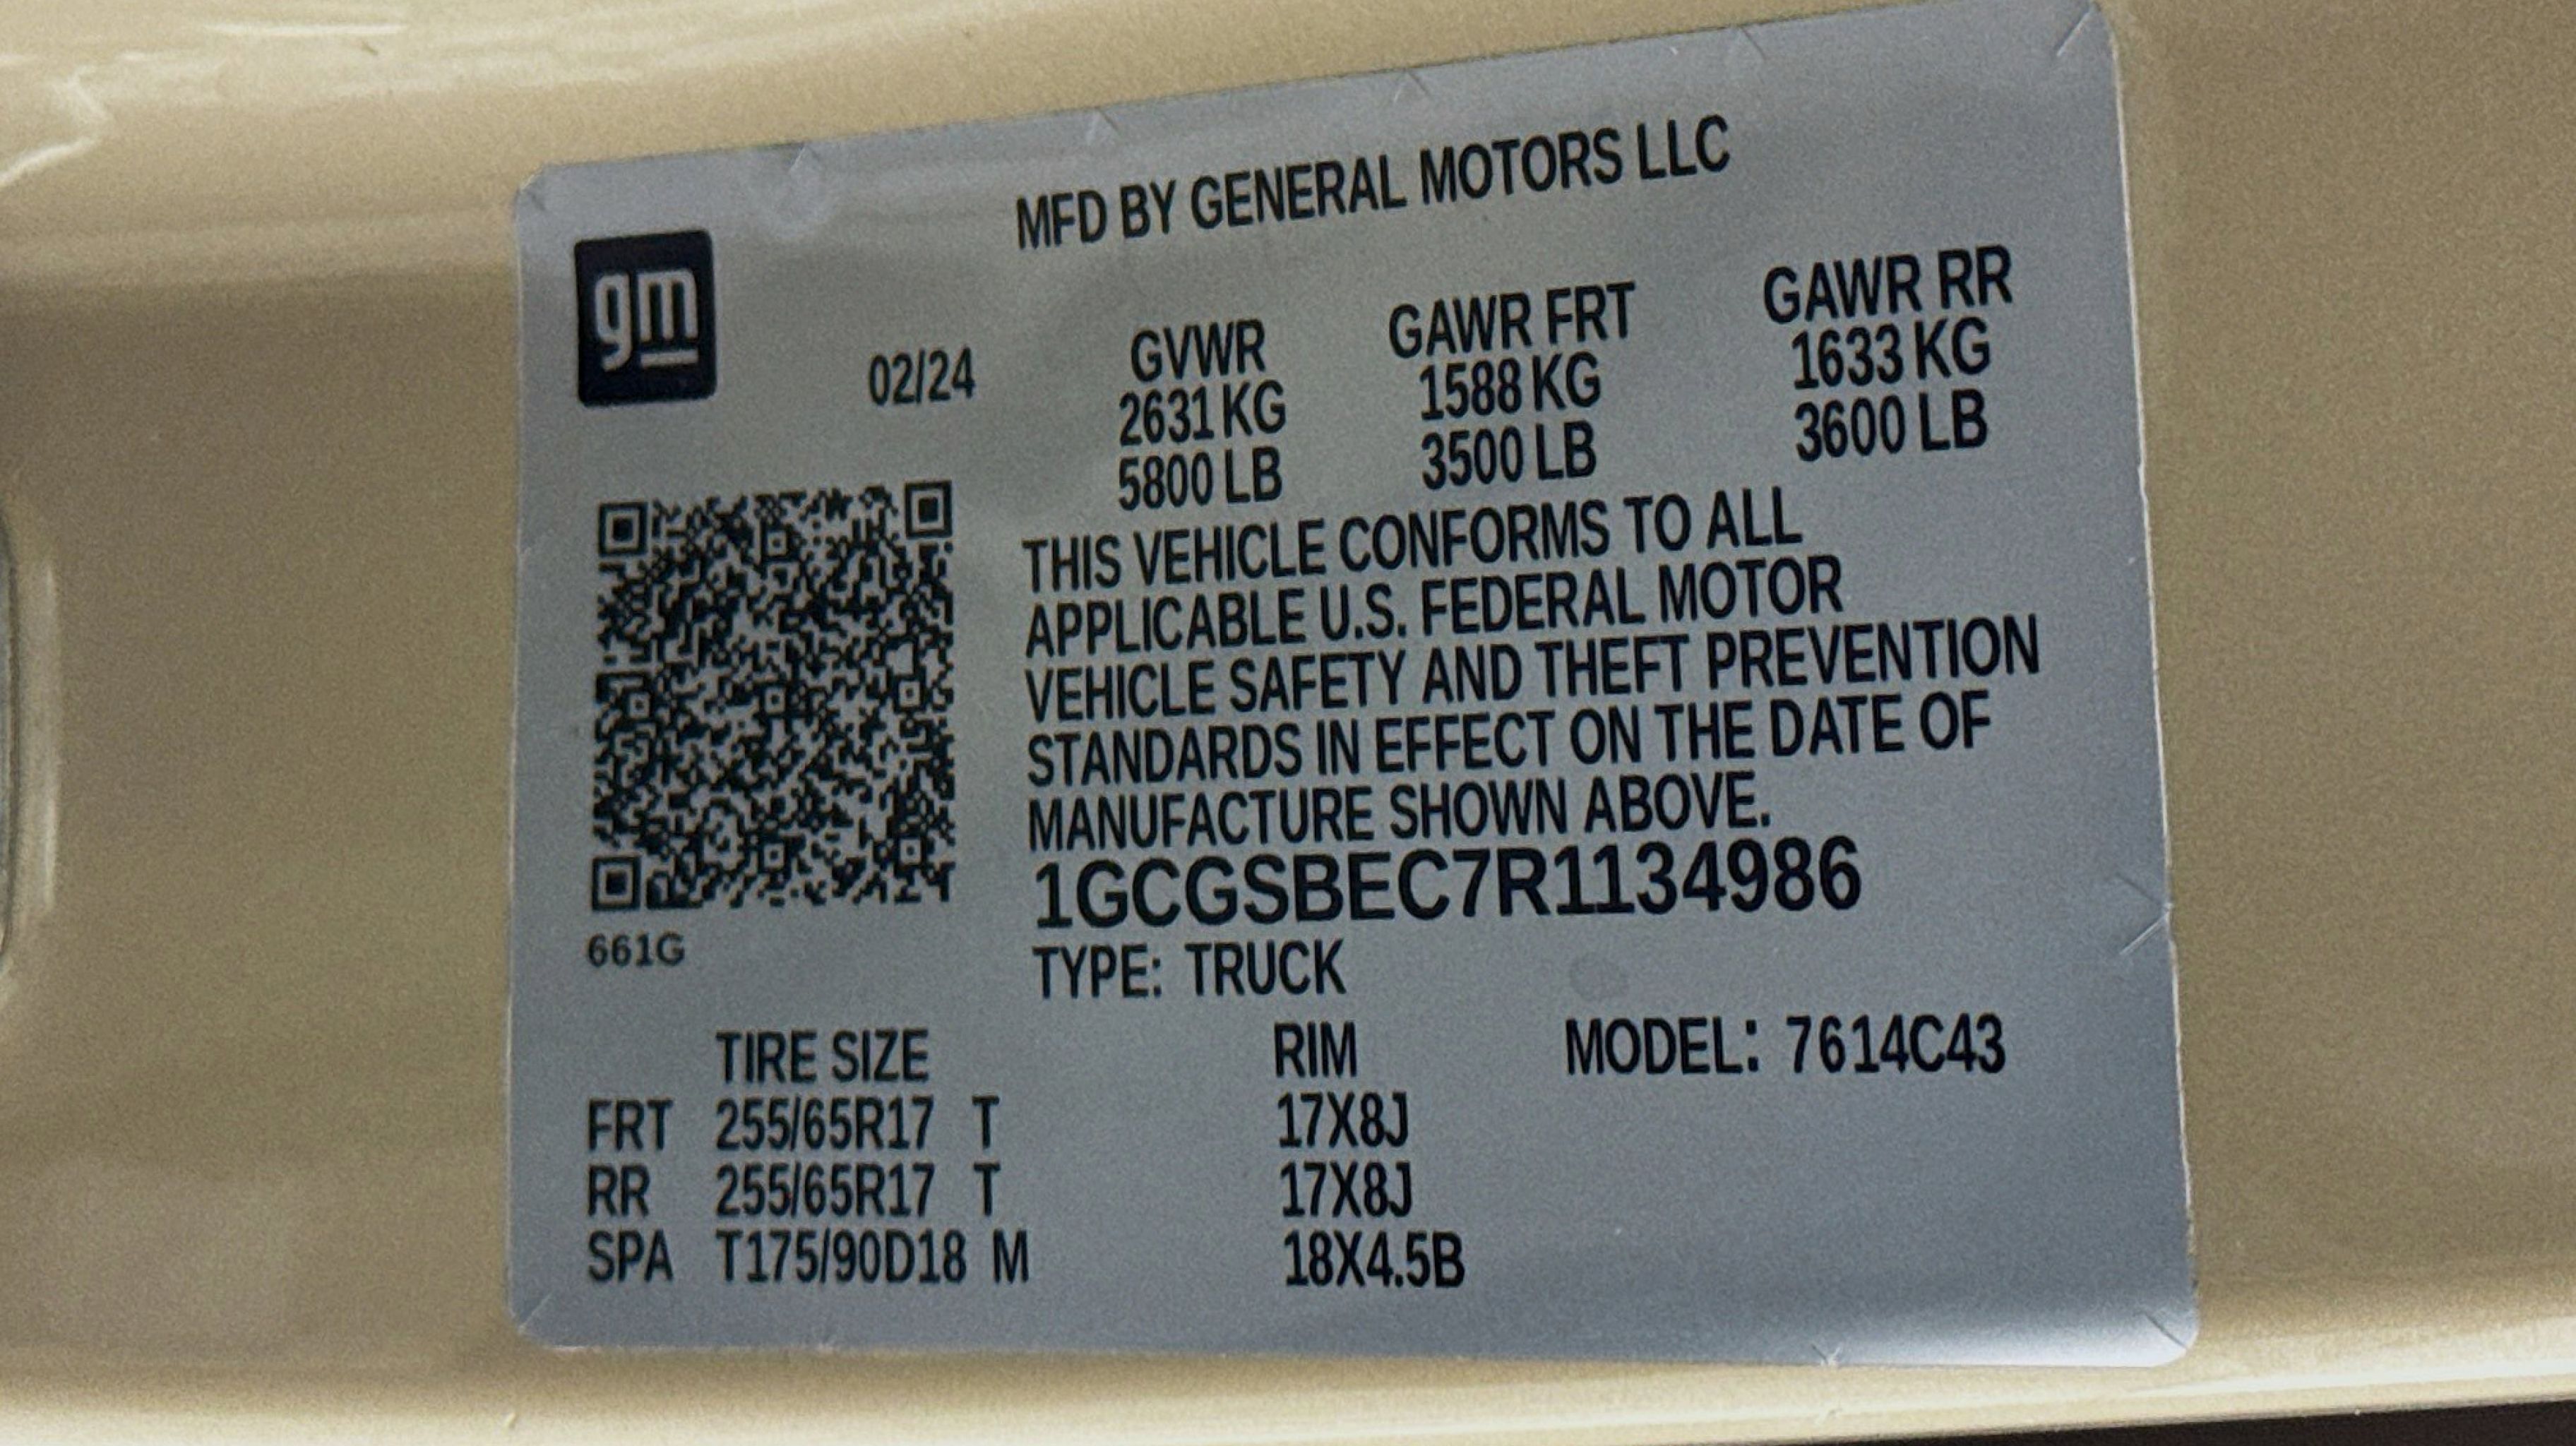 MFD BY GENERAL MOTORS LLC
gm
02/24
GVWR GAWR FRT GAWR RR
2631 KG 1588 KG 1633 KG
5800 LB 3500 LB 3600 LB
THIS VEHICLE CONFORMS TO ALL
APPLICABLE U.S. FEDERAL MOTOR
VEHICLE SAFETY AND THEFT PREVENTION
STANDARDS IN EFFECT ON THE DATE OF
MANUFACTURE SHOWN ABOVE.
1GCGSBEC7R1134986
661G
TYPE: TRUCK
TIRE SIZE RIM MODEL: 7614C43
FRT 255/65R17 T 17X8J
RR 255/65R17 T 17X8J
SPA T175/90D18 M 18X4.5B